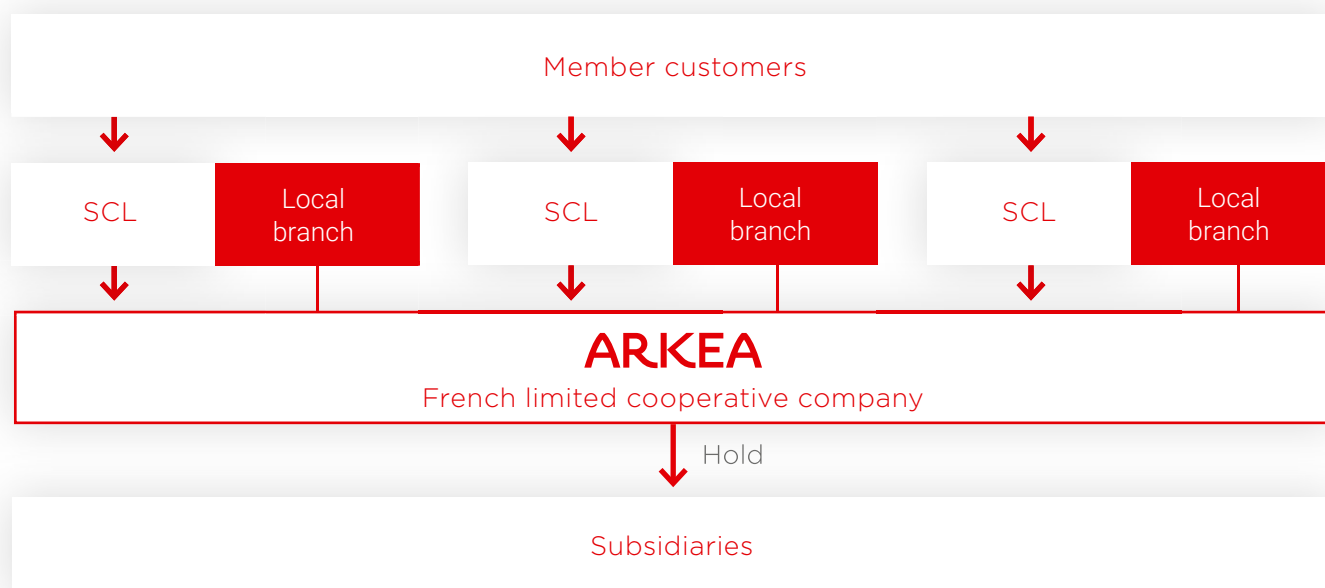 Member customers
SCL
Local
branch
SCL
Local
branch
SCL
Local
branch
ARKEA
French limited cooperative company
Hold
Subsidiaries